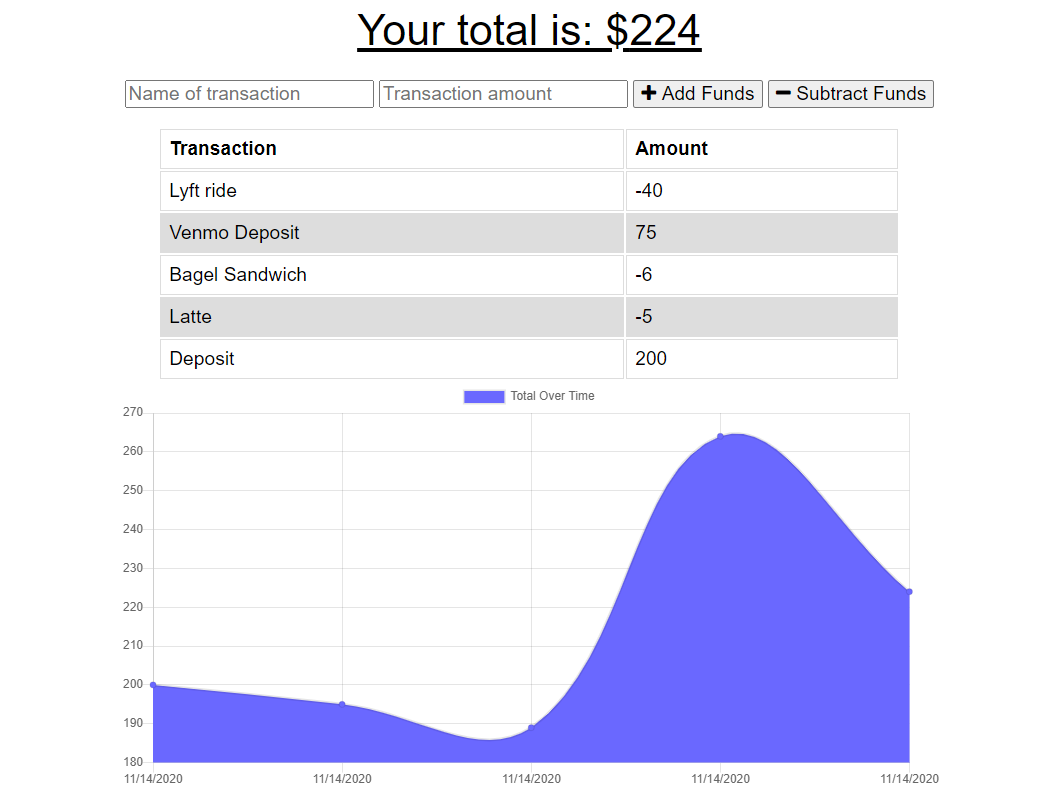 Your total is: $224
Name of transaction Transaction amount + Add Funds − Subtract Funds
Transaction Amount
Lyft ride -40
Venmo Deposit 75
Bagel Sandwich -6
Latte -5
Deposit 200
Total Over Time
270
260
250
240
230
220
210
200
190
180
11/14/2020 11/14/2020 11/14/2020 11/14/2020 11/14/2020